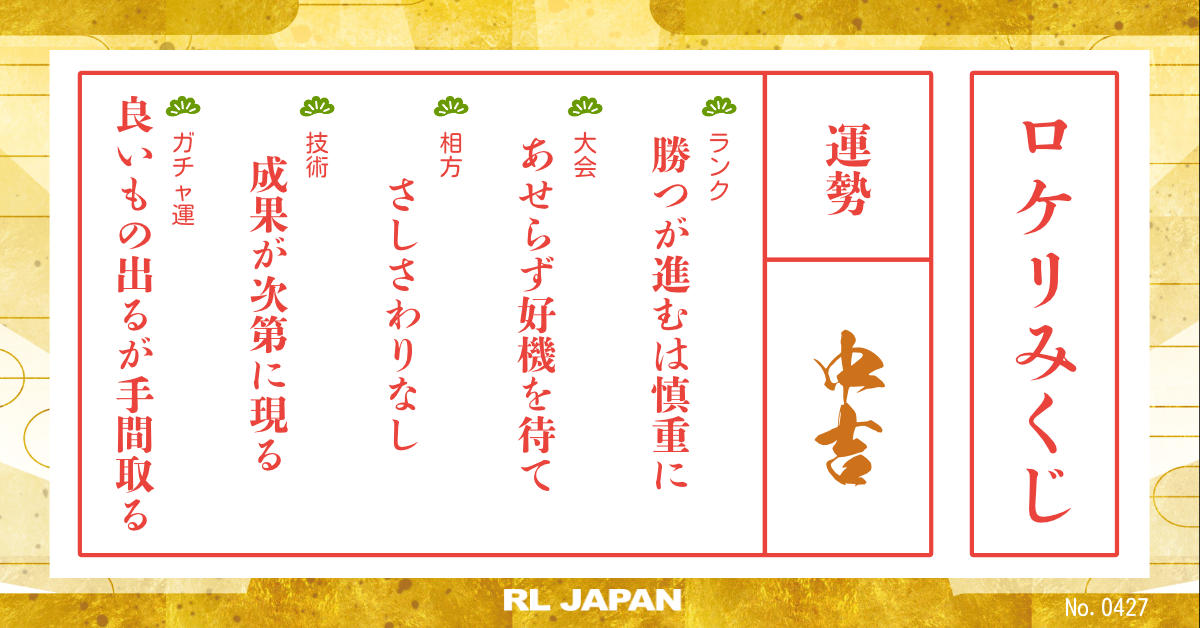 ロケリみくじ
運勢
中吉
ランク
勝つが進むは慎重に
大会
あせらず好機を待て
相方
さしさわりなし
技術
成果が次第に現る
ガチャ運
良いもの出るが手間取る
RL JAPAN
No. 0427